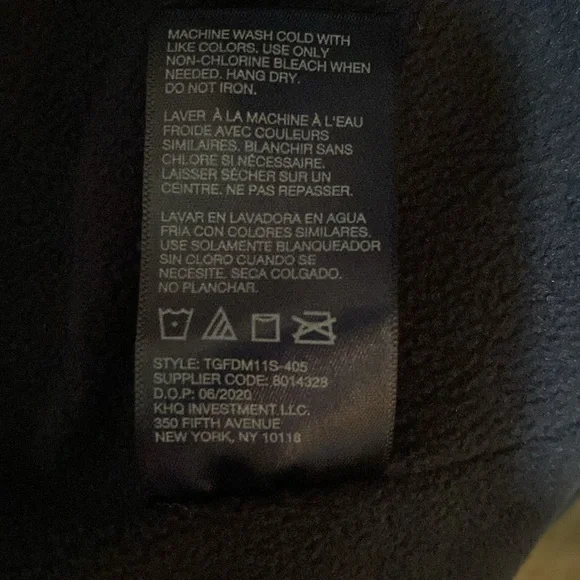 MACHINE WASH COLD WITH
LIKE COLORS. USE ONLY
NON-CHLORINE BLEACH WHEN
NEEDED. HANG DRY.
DO NOT IRON.
LAVER À LA MACHINE À L'EAU
FROIDE AVEC COULEURS
SIMILAIRES. BLANCHIR SANS
CHLORE SI NÉCESSAIRE.
LAISSER SÉCHER SUR UN
CEINTRE. NE PAS REPASSER.
LAVAR EN LAVADORA EN AGUA
FRIA CON COLORES SIMILARES.
USE SOLAMENTE BLANQUEADOR
SIN CLORO CUANDO SE
NECESITE. SECA COLGADO.
NO PLANCHAR.
STYLE: TGFDM11S-405
SUPPLIER CODE: 8014328
D.O.P: 06/2020
KHQ INVESTMENT LLC.
350 FIFTH AVENUE
NEW YORK, NY 10118